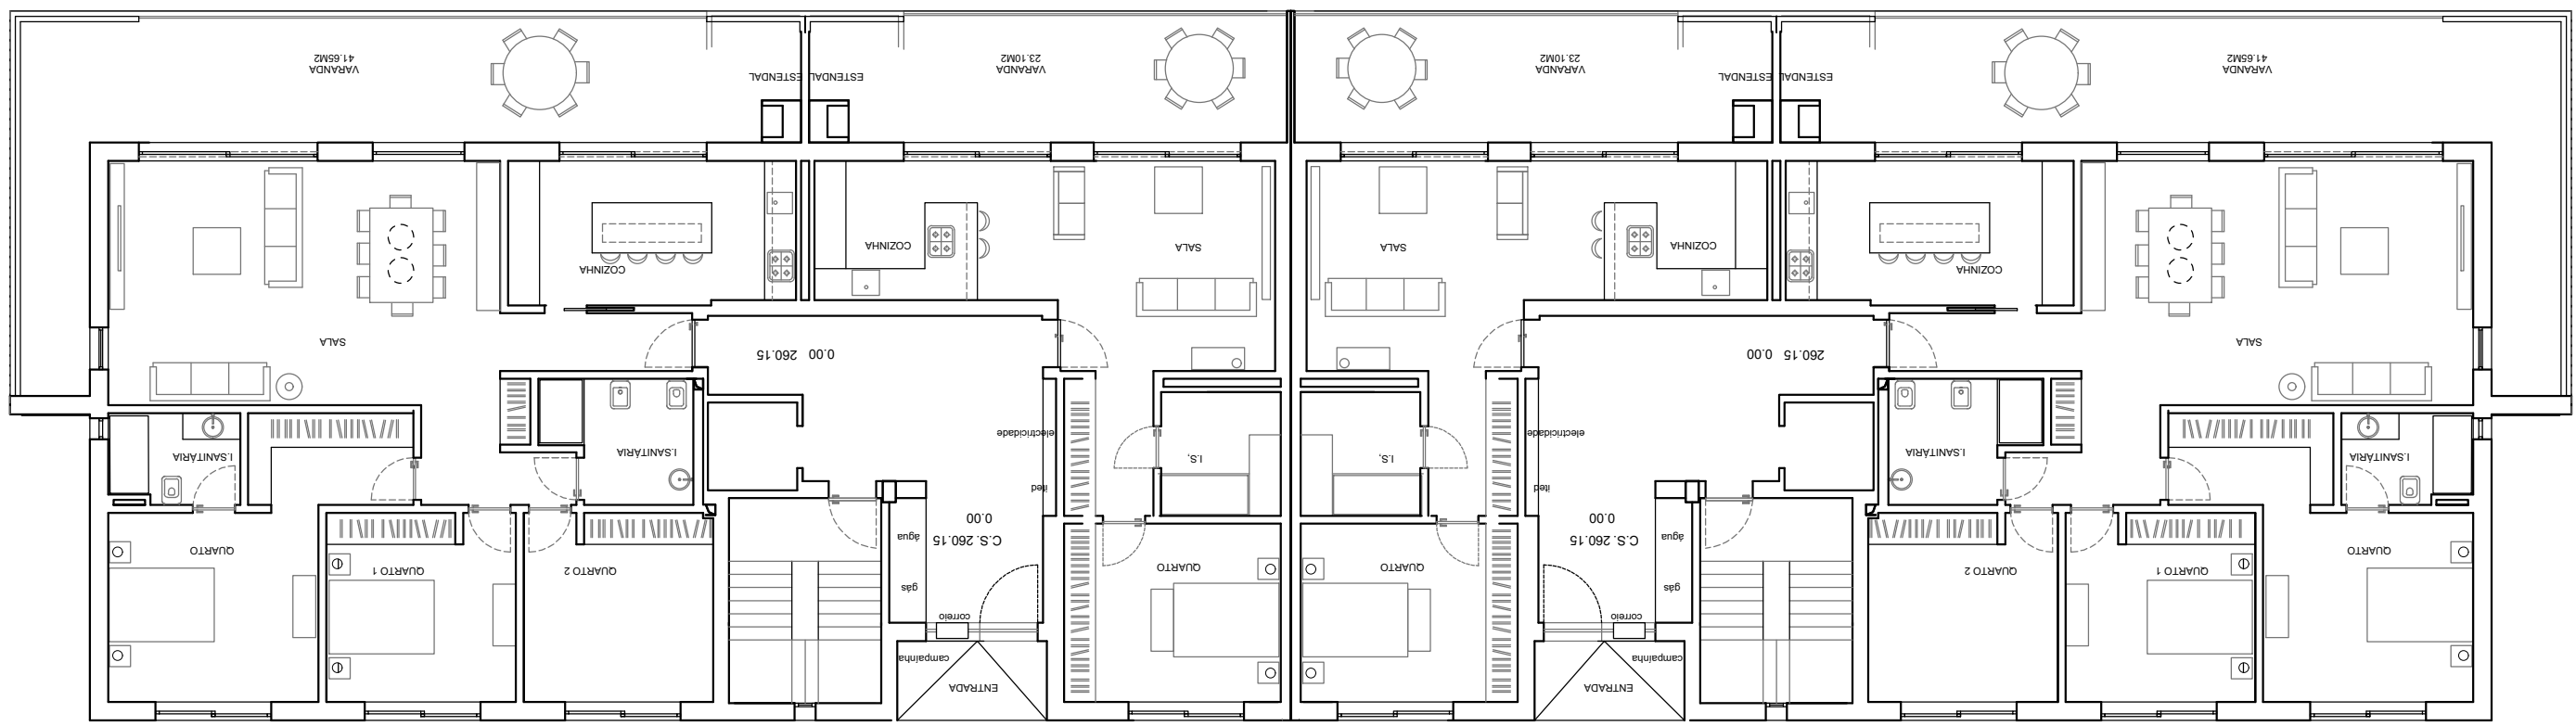 ENTRADA
ENTRADA
campainha
campainha
correio
correio
gás
gás
QUARTO
QUARTO 1
QUARTO 2
QUARTO
QUARTO
QUARTO 2
QUARTO 1
QUARTO
água
C.S. 260.15
0.00
água
C.S. 260.15
0.00
ited
ited
I.SANITÁRIA
I.SANITÁRIA
I.S,
I.S,
I.SANITÁRIA
I.SANITÁRIA
electricidade
electricidade
260.15 0.00
0.00 260.15
SALA
SALA
COZINHA
COZINHA
SALA
SALA
COZINHA
COZINHA
ESTENDAL
ESTENDAL
ESTENDAL
ESTENDAL
VARANDA
41.65M2
VARANDA
23.10M2
VARANDA
23.10M2
VARANDA
41.65M2